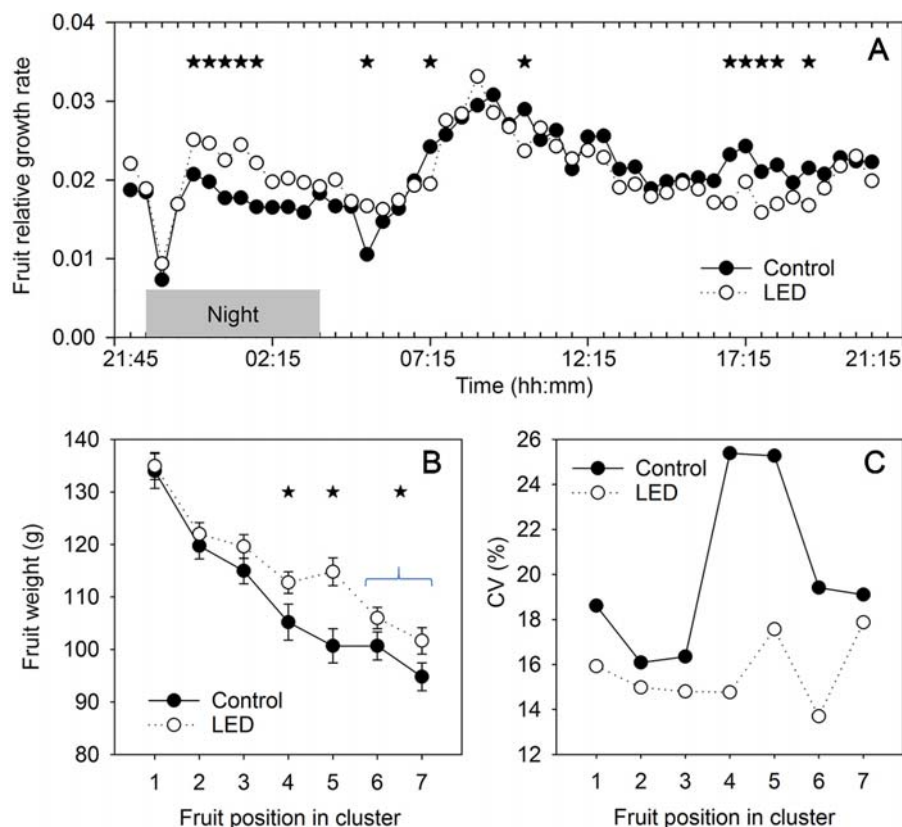 A
Fruit relative growth rate
0.04
0.03
0.02
0.01
0.00
Night
Control
LED
21:45 02:15 07:15 12:15 17:15 21:15
Time (hh:mm)
B
Fruit weight (g)
140
130
120
110
100
90
80
Control
LED
1 2 3 4 5 6 7
Fruit position in cluster
C
CV (%)
26
24
22
20
18
16
14
12
Control
LED
1 2 3 4 5 6 7
Fruit position in cluster